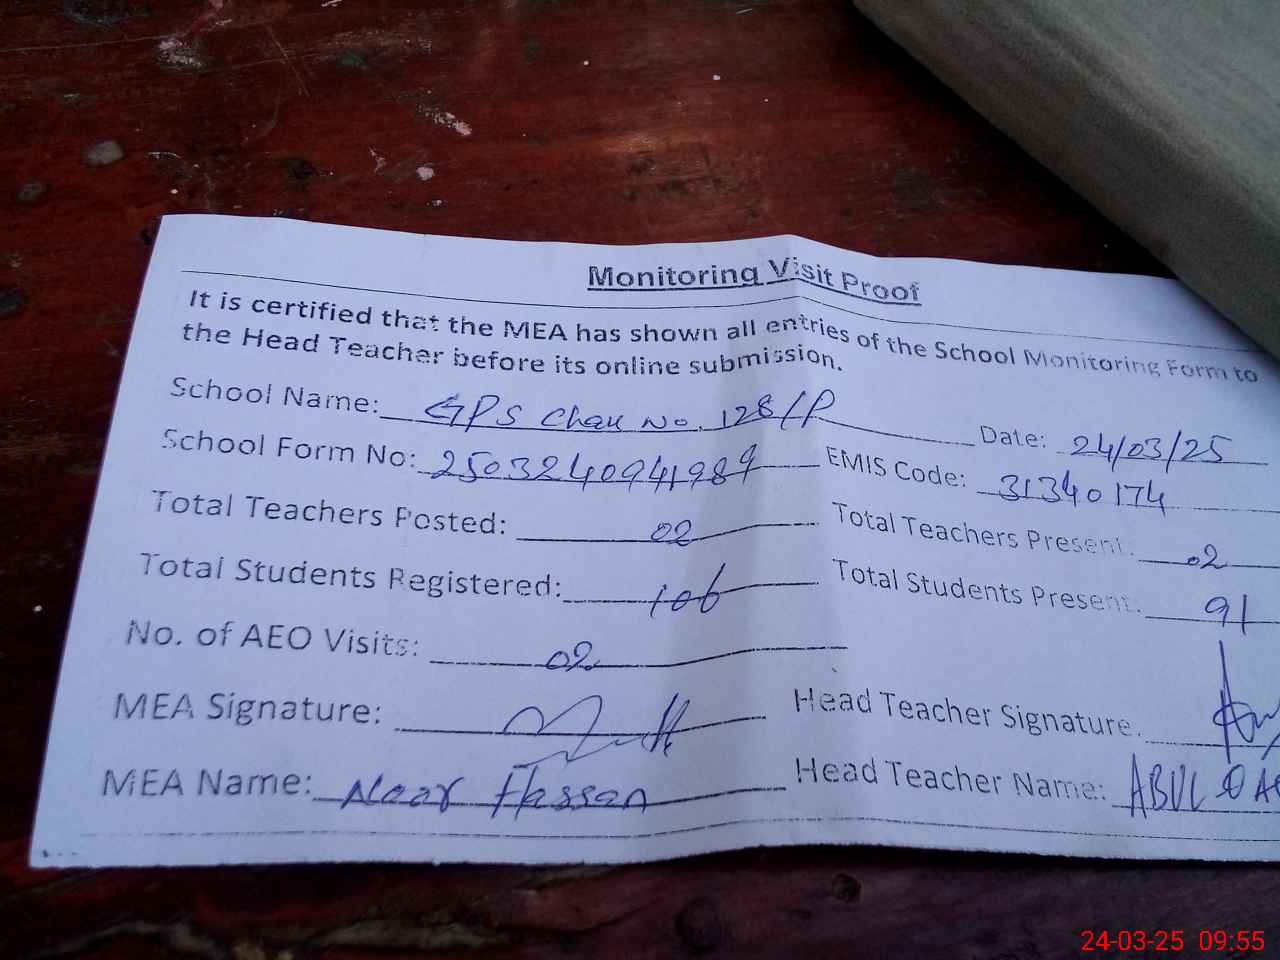 Monitoring Visit Proof
It is certified that the MEA has shown all entries of the School Monitoring Form to
the Head Teacher before its online submission.
School Name: GPS Chak No. 128/P Date: 24/03/25
School Form No: 2503240941989 EMIS Code: 31340174
Total Teachers Posted: 02 Total Teachers Present: 02
Total Students Registered: 106 Total Students Present: 91
No. of AEO Visits: 02
MEA Signature: Head Teacher Signature:
MEA Name: Hassan Head Teacher Name: ABUL
24-03-25 09:55